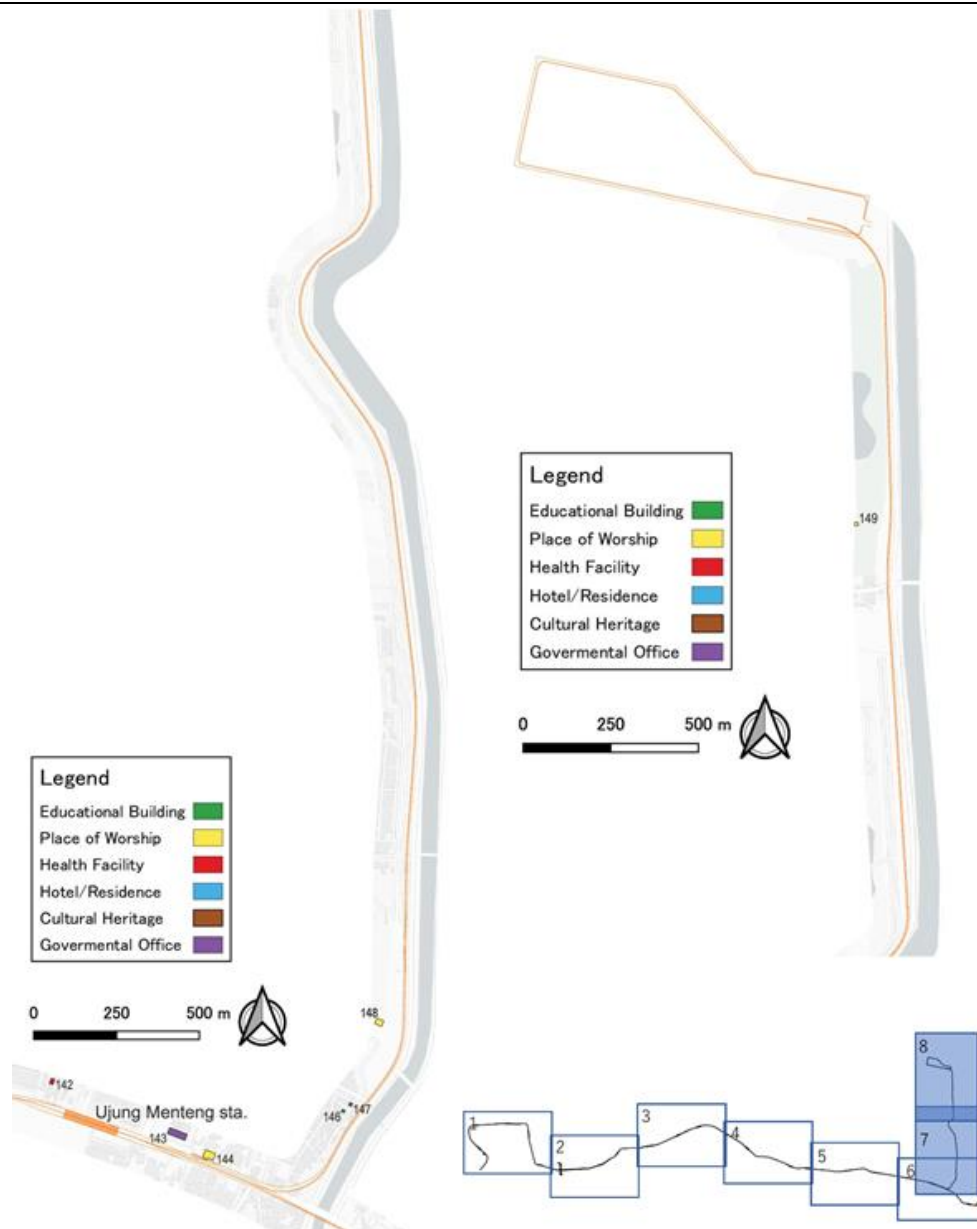 149
Legend
Educational Building
Place of Worship
Health Facility
Hotel/Residence
Cultural Heritage
Govermental Office
0 250 500 m
Legend
Educational Building
Place of Worship
Health Facility
Hotel/Residence
Cultural Heritage
Govermental Office
0 250 500 m
148
142
Ujung Menteng sta.
143
144
146
147
1
2
3
4
5
6
7
8